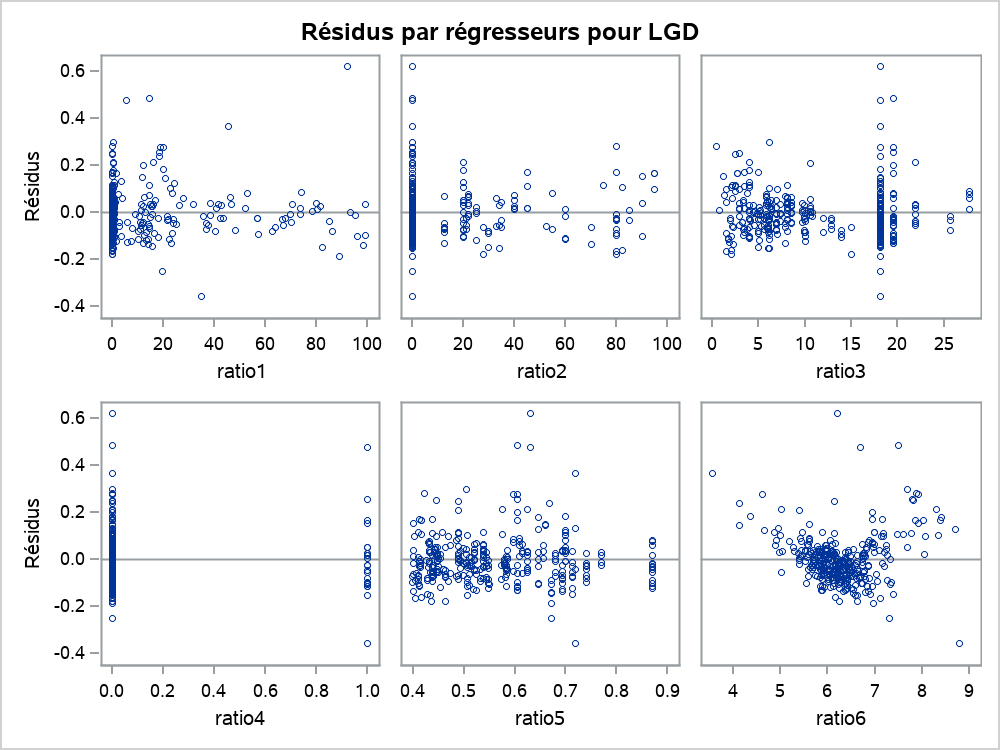 Résidus par régresseurs pour LGD
Résidus
0.6
0.4
0.2
0.0
-0.2
-0.4
0 20 40 60 80 100
ratio1
0 20 40 60 80 100
ratio2
0 5 10 15 20 25
ratio3
Résidus
0.6
0.4
0.2
0.0
-0.2
-0.4
0.0 0.2 0.4 0.6 0.8 1.0
ratio4
0.4 0.5 0.6 0.7 0.8 0.9
ratio5
4 5 6 7 8 9
ratio6